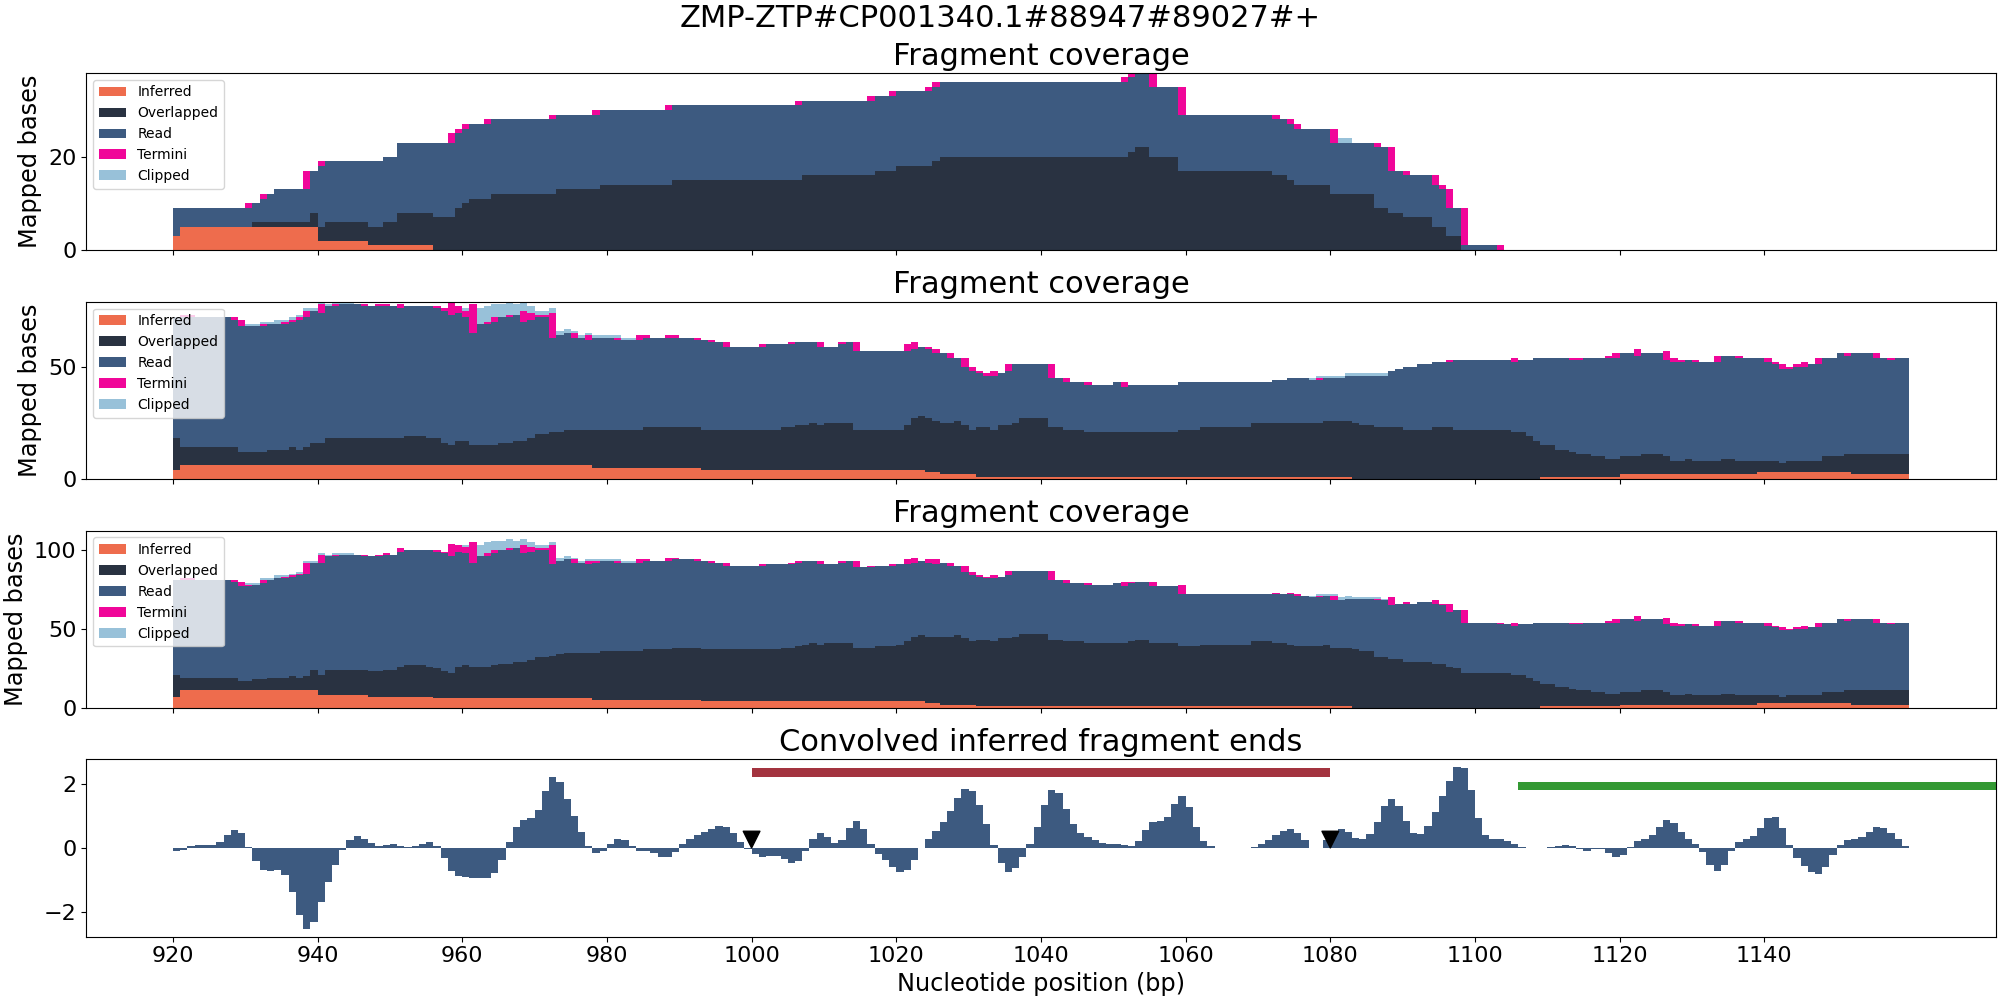 ZMP-ZTP#CP001340.1#88947#89027#+
Fragment coverage
Mapped bases
20
0
Inferred
Overlapped
Read
Termini
Clipped
Fragment coverage
Mapped bases
50
0
Inferred
Overlapped
Read
Termini
Clipped
Fragment coverage
Mapped bases
100
50
0
Inferred
Overlapped
Read
Termini
Clipped
Convolved inferred fragment ends
2
0
−2
920 940 960 980 1000 1020 1040 1060 1080 1100 1120 1140
Nucleotide position (bp)